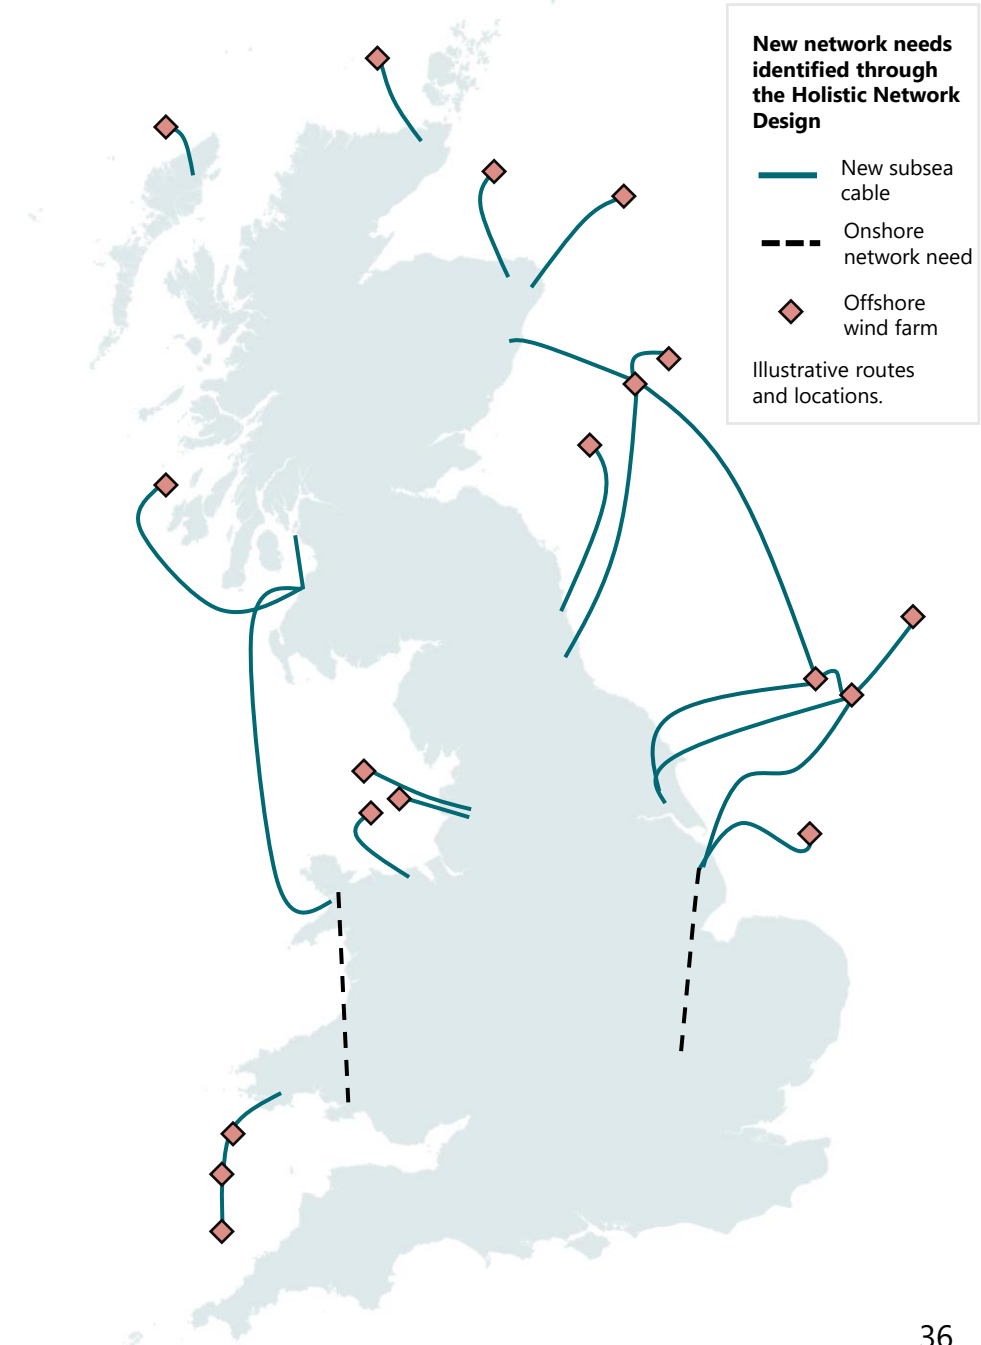 New network needs
identified through
the Holistic Network
Design
New subsea
cable
Onshore
network need
Offshore
wind farm
Illustrative routes
and locations.
36